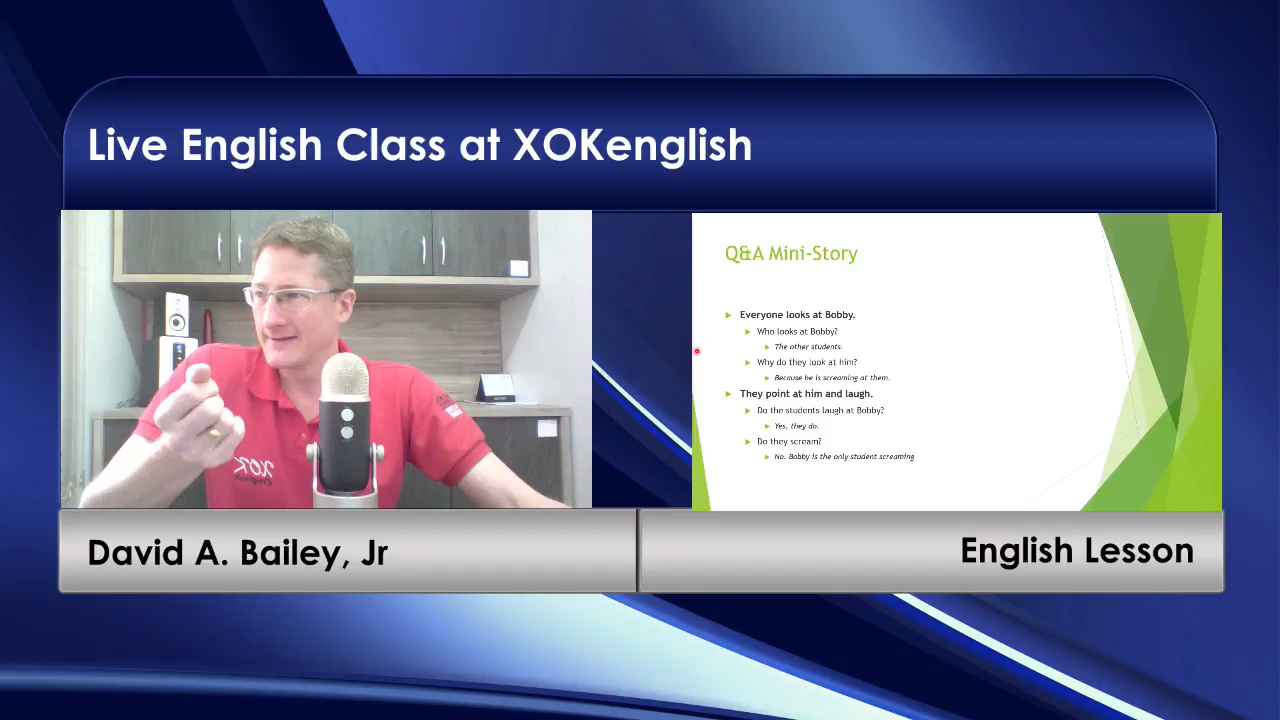 Live English Class at XOKenglish
Q&A Mini-Story
Everyone looks at Bobby.
Who looks at Bobby?
The other students.
Why do they look at him?
Because he is screaming at them.
They point at him and laugh.
Do the students laugh at Bobby?
Yes, they do.
Do they scream?
No. Bobby is the only student screaming
XOK
English
David A. Bailey, Jr
English Lesson